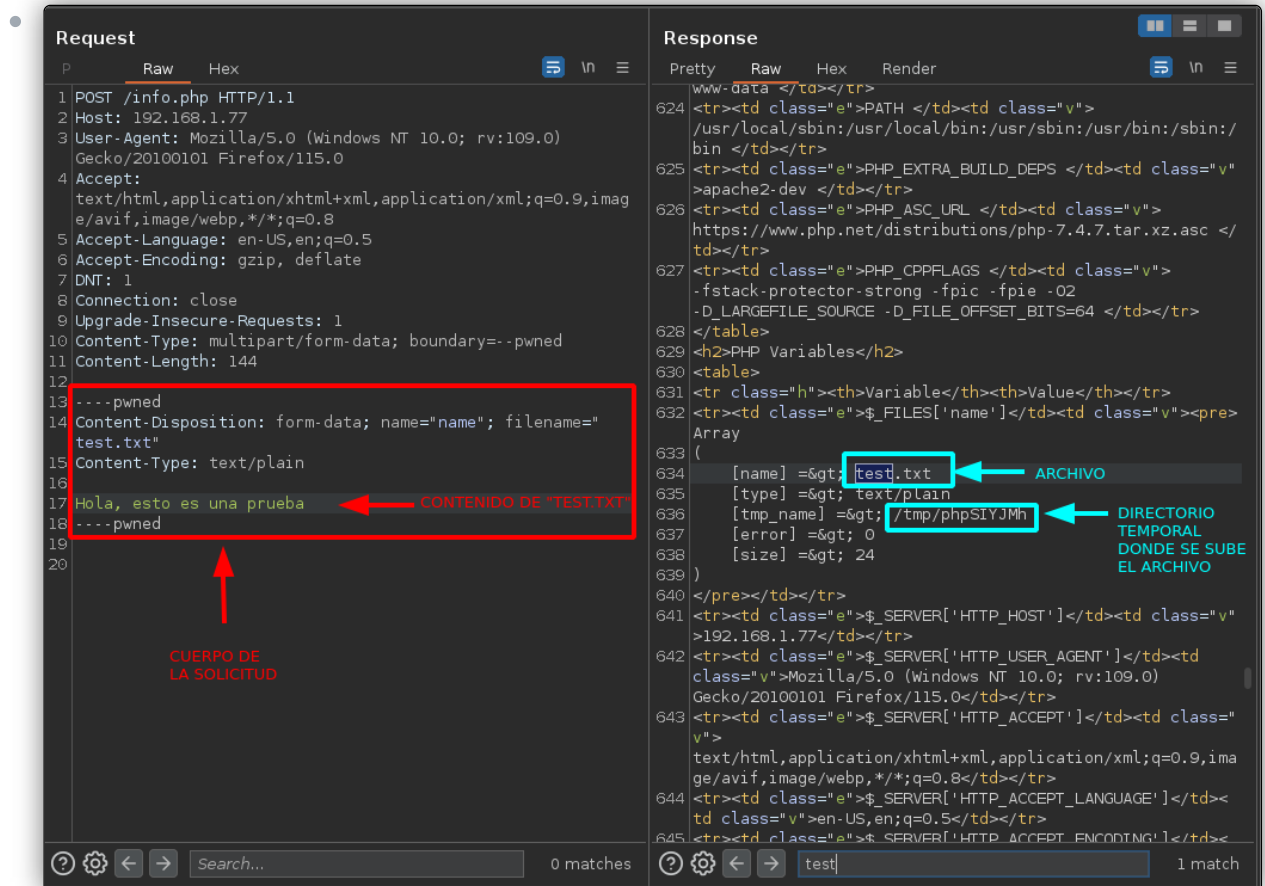 Request
P Raw Hex \n
1 POST /info.php HTTP/1.1
2 Host: 192.168.1.77
3 User-Agent: Mozilla/5.0 (Windows NT 10.0; rv:109.0)
Gecko/20100101 Firefox/115.0
4 Accept:
text/html,application/xhtml+xml,application/xml;q=0.9,imag
e/avif,image/webp,*/*;q=0.8
5 Accept-Language: en-US,en;q=0.5
6 Accept-Encoding: gzip, deflate
7 DNT: 1
8 Connection: close
9 Upgrade-Insecure-Requests: 1
10 Content-Type: multipart/form-data; boundary=--pwned
11 Content-Length: 144
12
13 ----pwned
14 Content-Disposition: form-data; name="name"; filename="
test.txt"
15 Content-Type: text/plain
16
17 Hola, esto es una prueba
CONTENIDO DE "TEST.TXT"
18 ----pwned
19
20
CUERPO DE
LA SOLICITUD
Search...
0 matches
Response
Pretty Raw Hex Render \n
www-data </td></tr>
624 <tr><td class="e">PATH </td><td class="v">
/usr/local/sbin:/usr/local/bin:/usr/sbin:/usr/bin:/sbin:/
bin </td></tr>
625 <tr><td class="e">PHP_EXTRA_BUILD_DEPS </td><td class="v"
>apache2-dev </td></tr>
626 <tr><td class="e">PHP_ASC_URL </td><td class="v">
https://www.php.net/distributions/php-7.4.7.tar.xz.asc </
td></tr>
627 <tr><td class="e">PHP_CPPFLAGS </td><td class="v">
-fstack-protector-strong -fpic -fpie -O2
-D_LARGEFILE_SOURCE -D_FILE_OFFSET_BITS=64 </td></tr>
628 </table>
629 <h2>PHP Variables</h2>
630 <table>
631 <tr class="h"><th>Variable</th><th>Value</th></tr>
632 <tr><td class="e">$_FILES['name']</td><td class="v"><pre>
Array
633 (
634 [name] =&gt; test.txt
ARCHIVO
635 [type] =&gt; text/plain
636 [tmp_name] =&gt; /tmp/phpSIYJMh
637 [error] =&gt; 0
638 [size] =&gt; 24
DIRECTORIO
TEMPORAL
DONDE SE SUBE
EL ARCHIVO
639 )
640 </pre></td></tr>
641 <tr><td class="e">$_SERVER['HTTP_HOST']</td><td class="v"
>192.168.1.77</td></tr>
642 <tr><td class="e">$_SERVER['HTTP_USER_AGENT']</td><td
class="v">Mozilla/5.0 (Windows NT 10.0; rv:109.0)
Gecko/20100101 Firefox/115.0</td></tr>
643 <tr><td class="e">$_SERVER['HTTP_ACCEPT']</td><td class="
v">
text/html,application/xhtml+xml,application/xml;q=0.9,ima
ge/avif,image/webp,*/*;q=0.8</td></tr>
644 <tr><td class="e">$_SERVER['HTTP_ACCEPT_LANGUAGE']</td><
td class="v">en-US,en;q=0.5</td></tr>
645 <tr><td class="e">$_SERVER['HTTP_ACCEPT_ENCODING']</td><
test
1 match